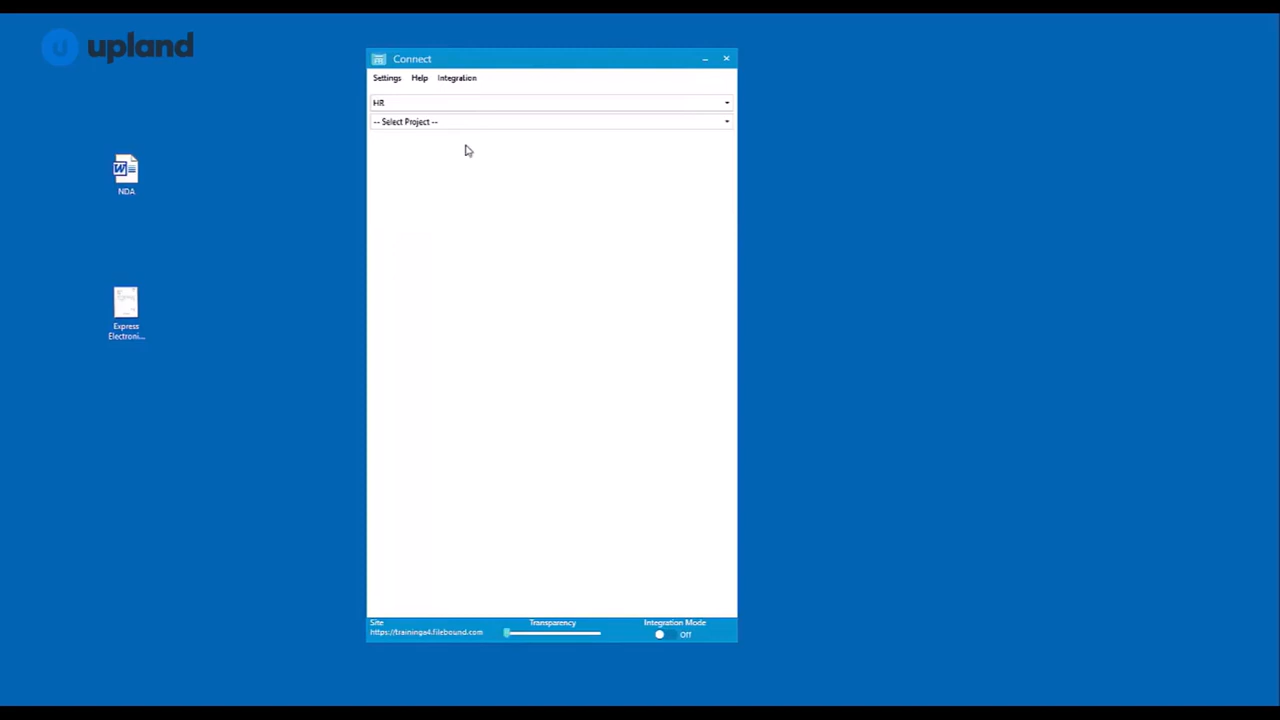 upland
Connect
Settings Help Integration
HR
-- Select Project --
NDA
Express
Electroni...
Site
https://traininga4.filebound.com
Transparency
Integration Mode
Off